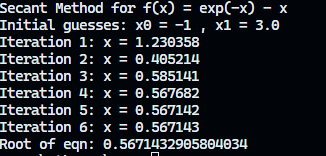 Secant Method for f(x) = exp(-x) - x
Initial guesses: x0 = -1 , x1 = 3.0
Iteration 1: x = 1.230358
Iteration 2: x = 0.405214
Iteration 3: x = 0.585141
Iteration 4: x = 0.567682
Iteration 5: x = 0.567142
Iteration 6: x = 0.567143
Root of eqn: 0.5671432905804034